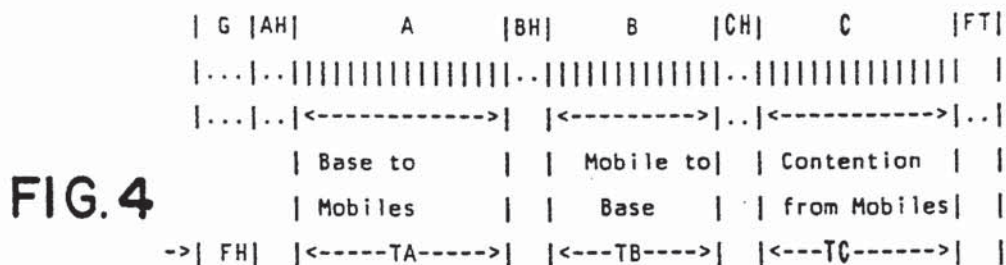 | G |AH| A |BH| B |CH| C |FT|
|...|..||||||||||||||||||..|||||||||||||||..||||||||||||||||| |
|...|..|<------------>| |<--------->|..|<----------->|..|
| Base to | | Mobile to| | Contention | |
FIG. 4
| Mobiles | | Base | | from Mobiles| |
->| FH| |<-----TA---->| |<---TB---->| |<---TC------>| |